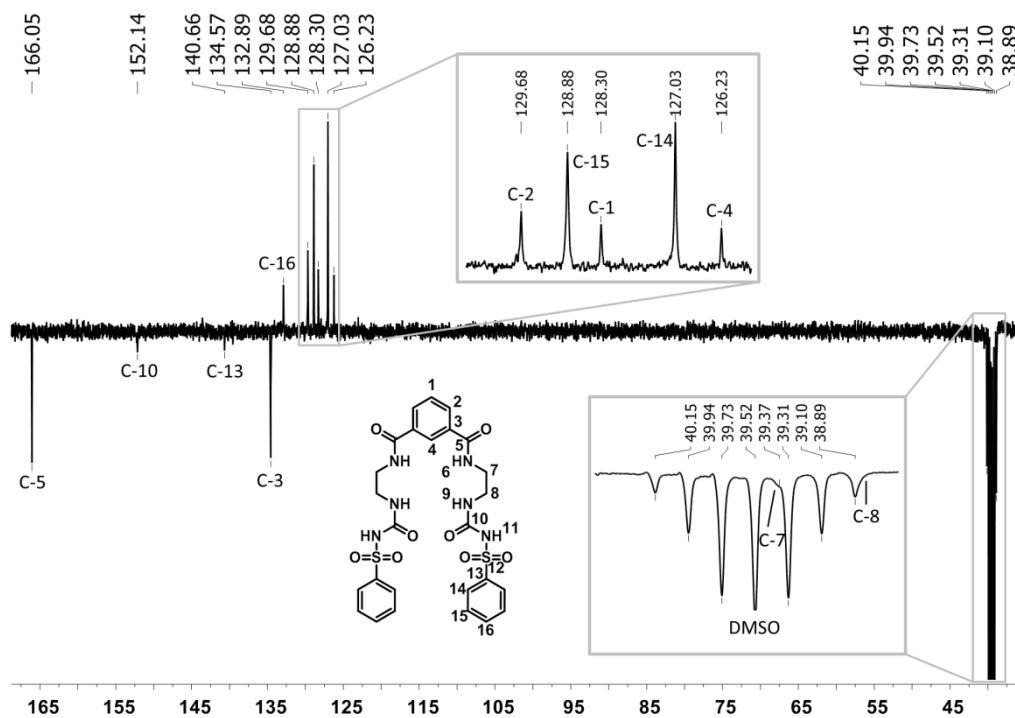 166.05
152.14
140.66
134.57
132.89
129.68
128.88
128.30
127.03
126.23
40.15
39.94
39.73
39.52
39.31
39.10
38.89
129.68
128.88
128.30
127.03
126.23
C-2
C-15
C-1
C-14
C-4
C-16
C-10
C-13
C-5
C-3
1
2
3
4
5
O
O
NH
HN
6
7
8
9
NH
HN
10
11
O
NH
HN
O
O
S
O
O
S
O
12
13
14
15
16
40.15
39.94
39.73
39.52
39.37
39.31
39.10
38.89
C-7
C-8
DMSO
165 155 145 135 125 115 105 95 85 75 65 55 45